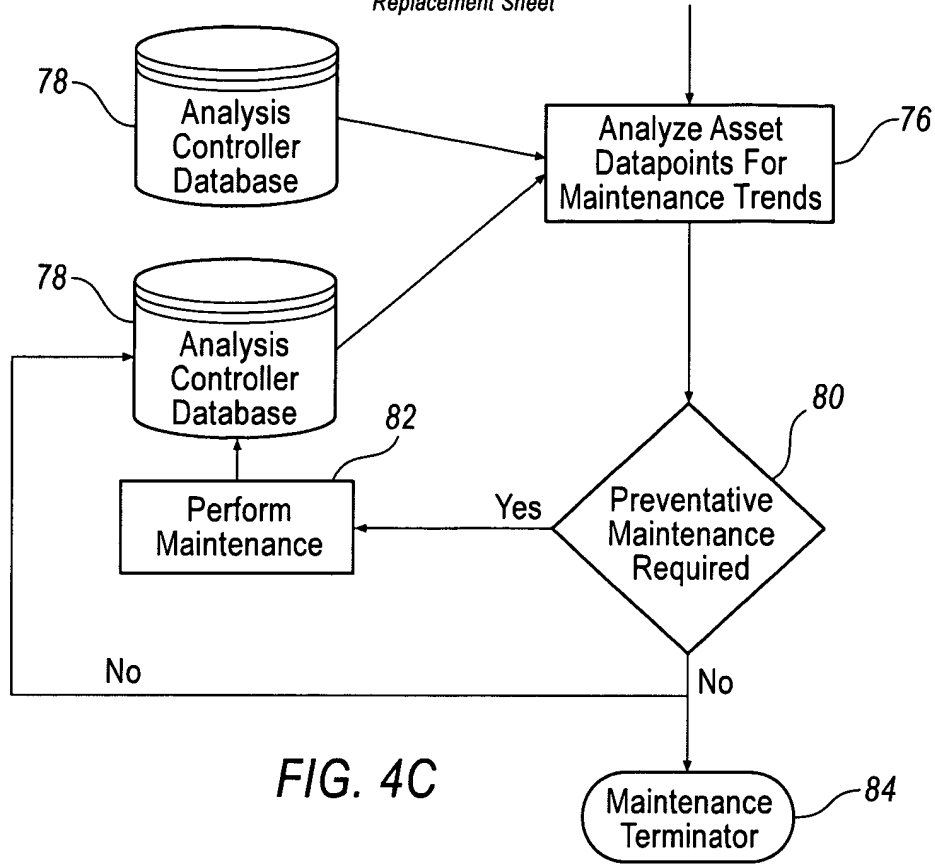 Replacement Sheet
78
Analysis
Controller
Database
Analyze Asset
Datapoints For
Maintenance Trends
76
78
Analysis
Controller
Database
82
Perform
Maintenance
Yes
80
Preventative
Maintenance
Required
No
No
FIG. 4C
Maintenance
Terminator
84